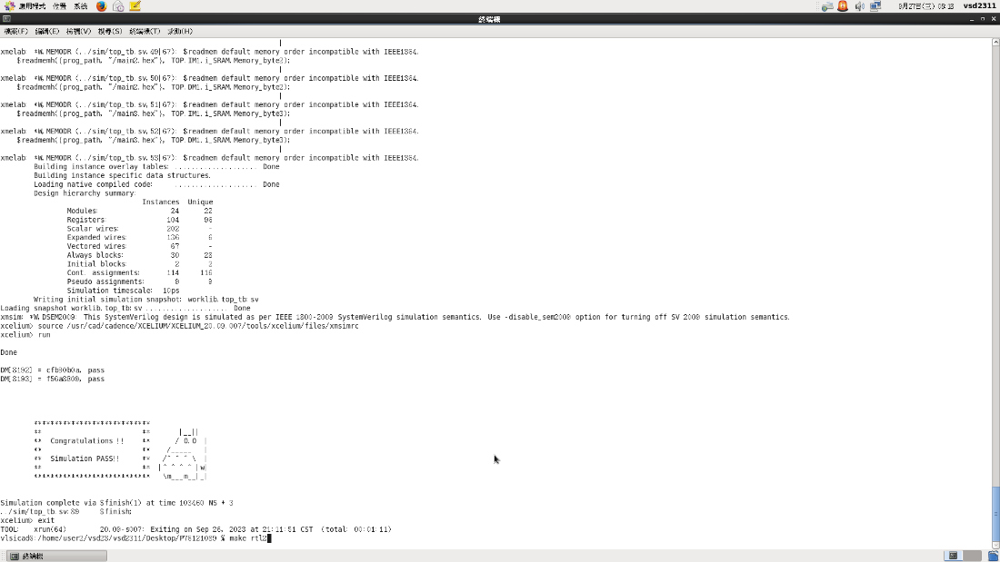 應用程式 位置 系統 9月27日(三) 05:18 vsd2311
終端機
檔案(F) 編輯(E) 檢視(V) 搜尋(S) 終端機(T) 求助(H)
|
xmelab: *W,MEMODR (../sim/top_tb.sv,49|67): $readmem default memory order incompatible with IEEE1364.
$readmemh({prog_path, "/main2.hex"}, TOP.IM1.i_SRAM.Memory_byte2);
|
xmelab: *W,MEMODR (../sim/top_tb.sv,50|67): $readmem default memory order incompatible with IEEE1364.
$readmemh({prog_path, "/main2.hex"}, TOP.DM1.i_SRAM.Memory_byte2);
|
xmelab: *W,MEMODR (../sim/top_tb.sv,51|67): $readmem default memory order incompatible with IEEE1364.
$readmemh({prog_path, "/main3.hex"}, TOP.IM1.i_SRAM.Memory_byte3);
|
xmelab: *W,MEMODR (../sim/top_tb.sv,52|67): $readmem default memory order incompatible with IEEE1364.
$readmemh({prog_path, "/main3.hex"}, TOP.DM1.i_SRAM.Memory_byte3);
|
xmelab: *W,MEMODR (../sim/top_tb.sv,53|67): $readmem default memory order incompatible with IEEE1364.
Building instance overlay tables: .................... Done
Building instance specific data structures.
Loading native compiled code: .................... Done
Design hierarchy summary:
Instances Unique
Modules: 24 22
Registers: 104 96
Scalar wires: 202 -
Expanded wires: 136 6
Vectored wires: 67 -
Always blocks: 30 28
Initial blocks: 2 2
Cont. assignments: 114 116
Pseudo assignments: 9 9
Simulation timescale: 10ps
Writing initial simulation snapshot: worklib.top_tb:sv
Loading snapshot worklib.top_tb:sv .................... Done
xmsim: *W,DSEM2009: This SystemVerilog design is simulated as per IEEE 1800-2009 SystemVerilog simulation semantics. Use -disable_sem2009 option for turning off SV 2009 simulation semantics.
xcelium> source /usr/cad/cadence/XCELIUM/XCELIUM_20.09.007/tools/xcelium/files/xmsimrc
xcelium> run
Done
DM[8192] = cfb90b0a, pass
DM[8193] = f56a8809, pass
****************************
** ** |__||
** Congratulations !! ** / O.O |
** ** /_____ |
** Simulation PASS!! ** /^ ^ ^ \ |
** ** |^ ^ ^ ^ |w|
**************************** \m___m__|_|
Simulation complete via $finish(1) at time 103460 NS + 3
../sim/top_tb.sv:89 $finish;
xcelium> exit
TOOL: xrun(64) 20.09-s007: Exiting on Sep 26, 2023 at 21:11:51 CST (total: 00:01:11)
vlsicad6:/home/user2/vsd23/vsd2311/Desktop/P76121089 % make rtl2
終端機